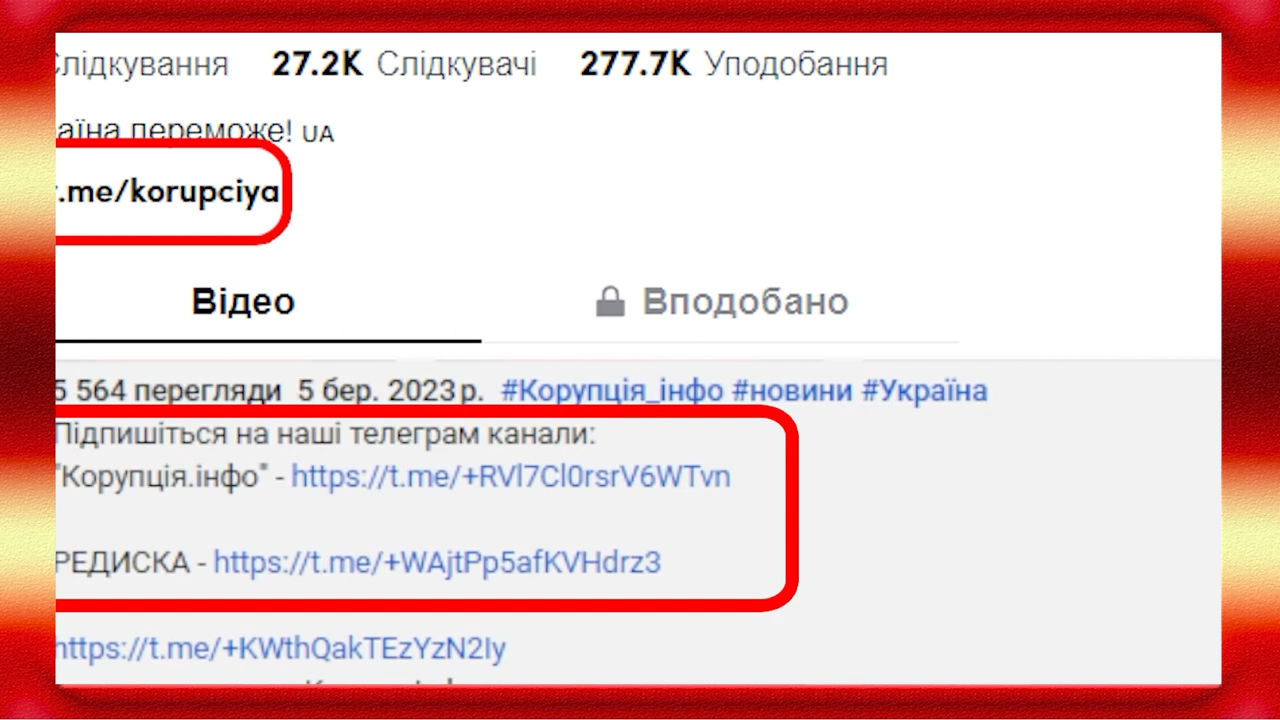 Слідкування 27.2K Слідкувачі 277.7K Уподобання
аїна переможе! UA
.me/korupciya
Відео Вподобано
5 564 перегляди 5 бер. 2023 р. #Корупція_інфо #новини #Україна
Підпишіться на наші телеграм канали:
"Корупція.інфо" - https://t.me/+RVl7Cl0rsrV6WTvn
РЕДИСКА - https://t.me/+WAjtPp5afKVHdrz3
https://t.me/+KWthQakTEzYzN2Iy